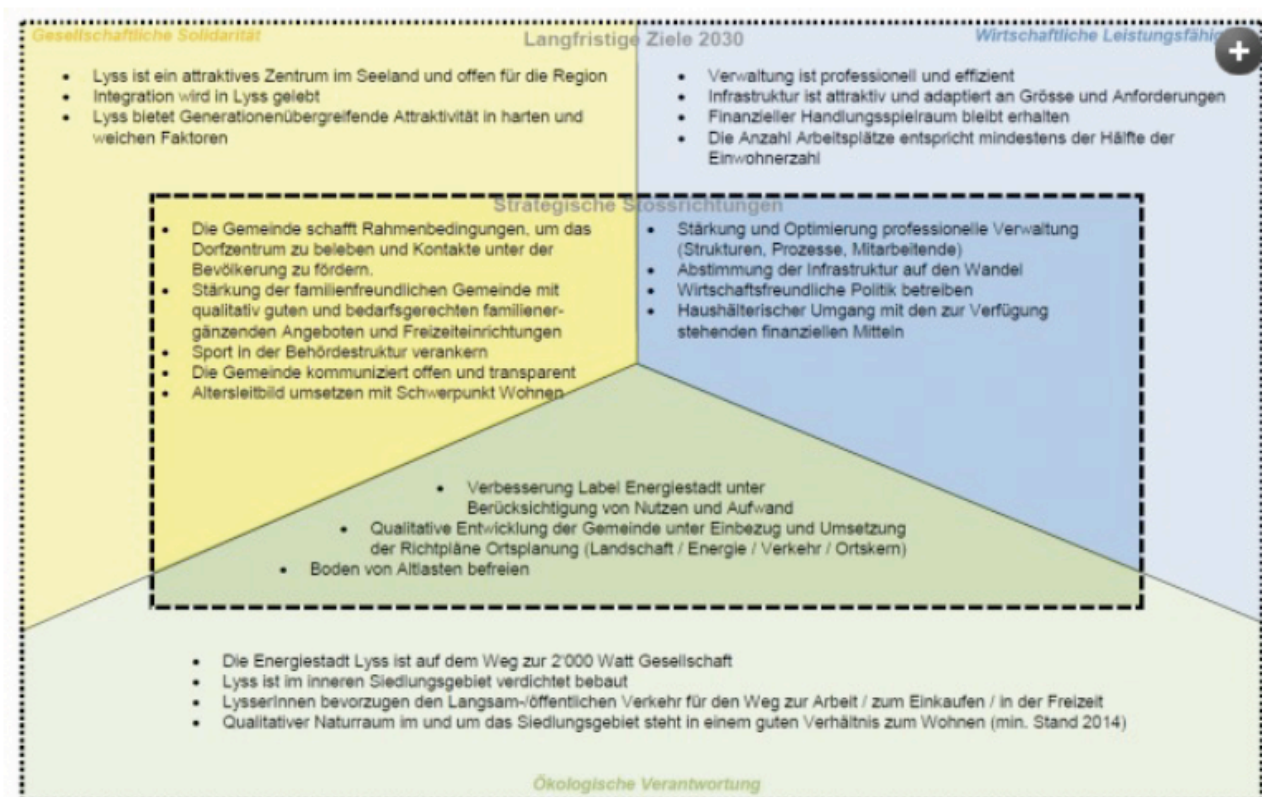 Gesellschaftliche Solidarität
Langfristige Ziele 2030
Wirtschaftliche Leistungsfähig
• Lyss ist ein attraktives Zentrum im Seeland und offen für die Region
• Integration wird in Lyss gelebt
• Lyss bietet Generationenübergreifende Attraktivität in harten und
weichen Faktoren
• Verwaltung ist professionell und effizient
• Infrastruktur ist attraktiv und adaptiert an Grösse und Anforderungen
• Finanzieller Handlungsspielraum bleibt erhalten
• Die Anzahl Arbeitsplätze entspricht mindestens der Hälfte der
Einwohnerzahl
Strategische Stossrichtungen
• Die Gemeinde schafft Rahmenbedingungen, um das
Dorfzentrum zu beleben und Kontakte unter der
Bevölkerung zu fördern.
• Stärkung der familienfreundlichen Gemeinde mit
qualitativ guten und bedarfsgerechten familiener-
gänzenden Angeboten und Freizeiteinrichtungen
• Sport in der Behördestruktur verankern
• Die Gemeinde kommuniziert offen und transparent
• Altersleitbild umsetzen mit Schwerpunkt Wohnen
• Stärkung und Optimierung professionelle Verwaltung
(Strukturen, Prozesse, Mitarbeitende)
• Abstimmung der Infrastruktur auf den Wandel
• Wirtschaftsfreundliche Politik betreiben
• Haushälterischer Umgang mit den zur Verfügung
stehenden finanziellen Mitteln
• Verbesserung Label Energiestadt unter
Berücksichtigung von Nutzen und Aufwand
• Qualitative Entwicklung der Gemeinde unter Einbezug und Umsetzung
der Richtpläne Ortsplanung (Landschaft / Energie / Verkehr / Ortskern)
• Boden von Altlasten befreien
• Die Energiestadt Lyss ist auf dem Weg zur 2'000 Watt Gesellschaft
• Lyss ist im inneren Siedlungsgebiet verdichtet bebaut
• LysserInnen bevorzugen den Langsam-/öffentlichen Verkehr für den Weg zur Arbeit / zum Einkaufen / in der Freizeit
• Qualitativer Naturraum im und um das Siedlungsgebiet steht in einem guten Verhältnis zum Wohnen (min. Stand 2014)
Ökologische Verantwortung